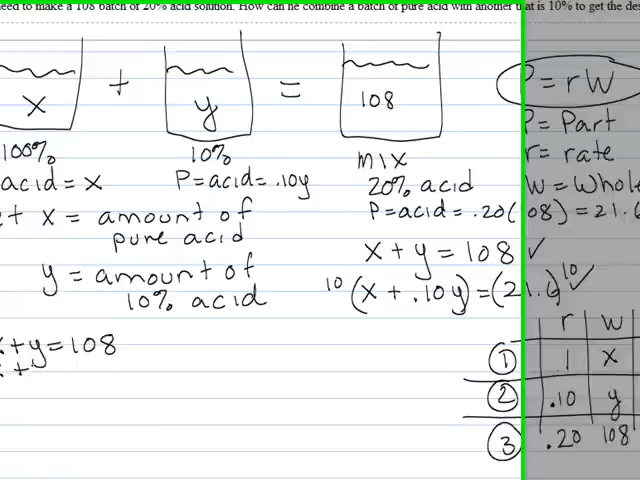 need to make a 108 batch of 20% acid solution. How can he combine a batch of pure acid with another that is 10% to get the des
x + y = 108
100% 10% mix
acid = x P = acid = .10y 20% acid
P = acid = .20(108) = 21.6
et x = amount of pure acid
y = amount of 10% acid
x + y = 108 ✓
10 (x + .10y) = (21.6) 10 ✓
x + y = 108
x +
P = rW
P = Part
r = rate
W = Whole
r W
① 1 x
② .10 y
③ .20 108